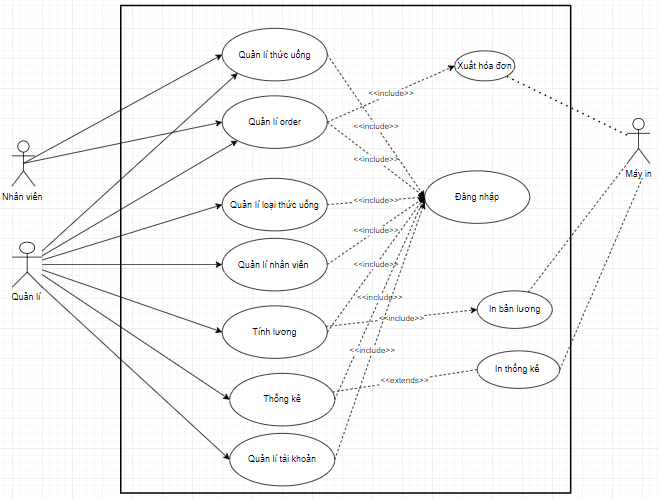 Quản lí thức uống
Xuất hóa đơn
<<include>>
Quản lí order
<<include>>
<<include>>
Nhân viên
Máy in
Quản lí loại thức uống
<<include>>
Đăng nhập
<<include>>
Quản lí nhân viên
<<include>>
Quản lí
<<include>>
In bản lương
<<include>>
Tính lương
<<include>>
In thống kê
<<extends>>
Thống kê
Quản lí tài khoản